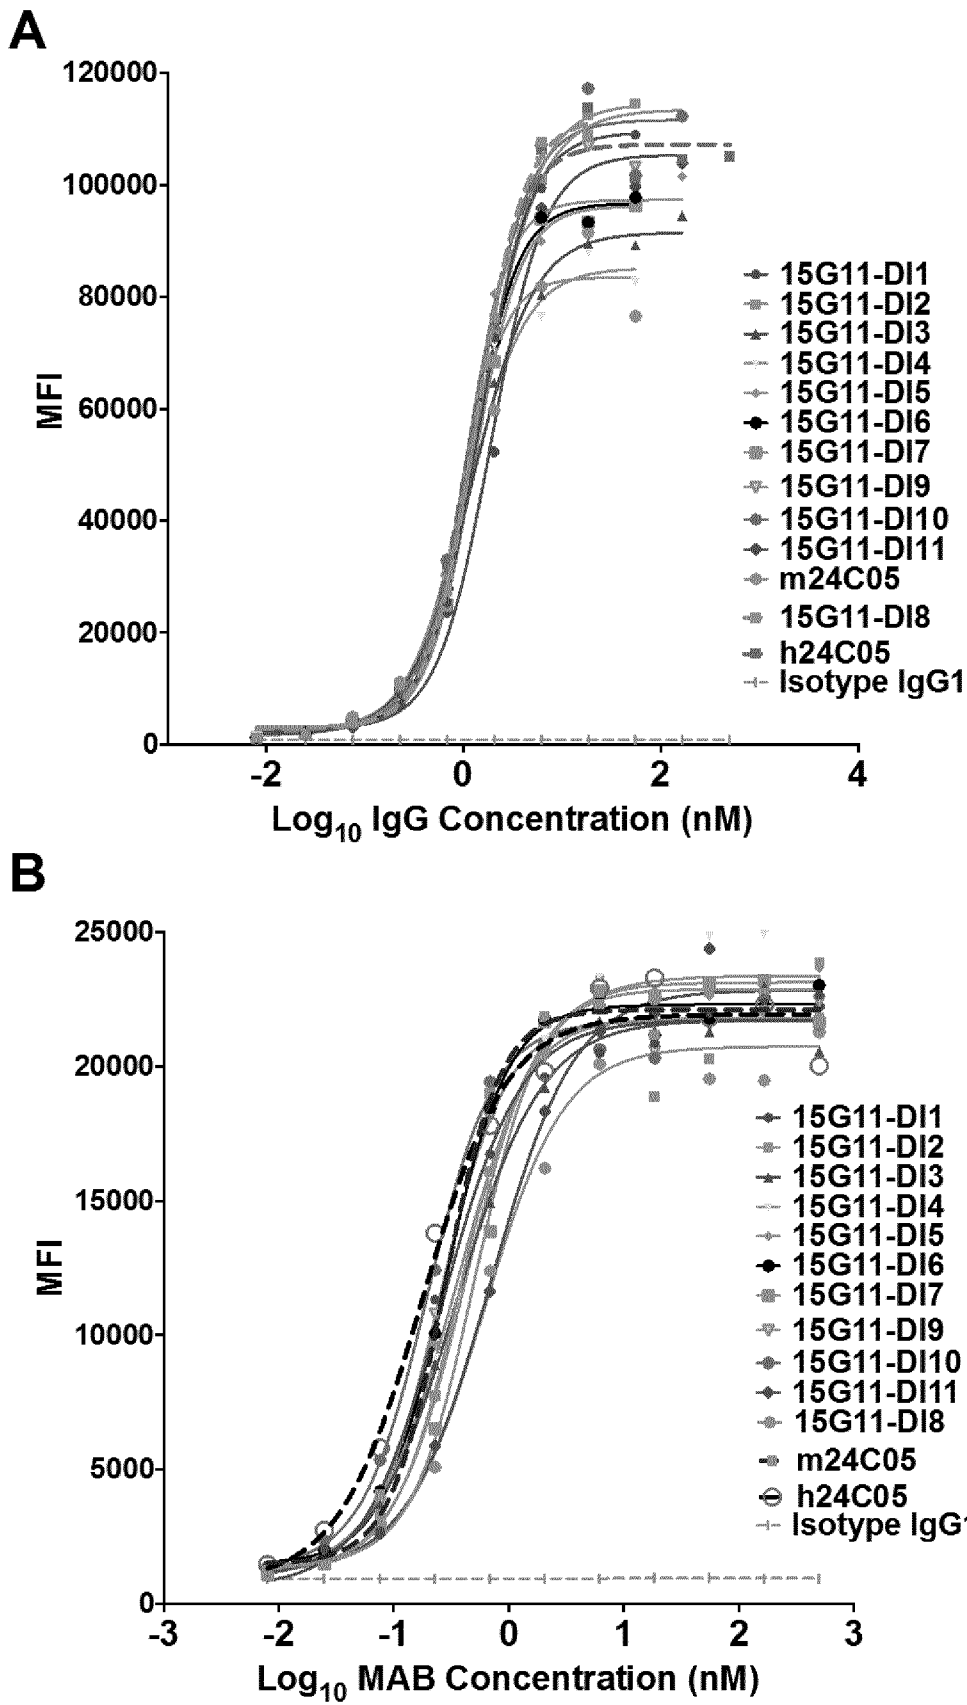 A
120000
100000
80000
60000
40000
20000
0
MFI
-2 0 2 4
Log10 IgG Concentration (nM)
15G11-DI1
15G11-DI2
15G11-DI3
15G11-DI4
15G11-DI5
15G11-DI6
15G11-DI7
15G11-DI9
15G11-DI10
15G11-DI11
m24C05
15G11-DI8
h24C05
Isotype IgG1
B
25000
20000
15000
10000
5000
0
MFI
-3 -2 -1 0 1 2 3
Log10 MAB Concentration (nM)
15G11-DI1
15G11-DI2
15G11-DI3
15G11-DI4
15G11-DI5
15G11-DI6
15G11-DI7
15G11-DI9
15G11-DI10
15G11-DI11
15G11-DI8
m24C05
h24C05
Isotype IgG1